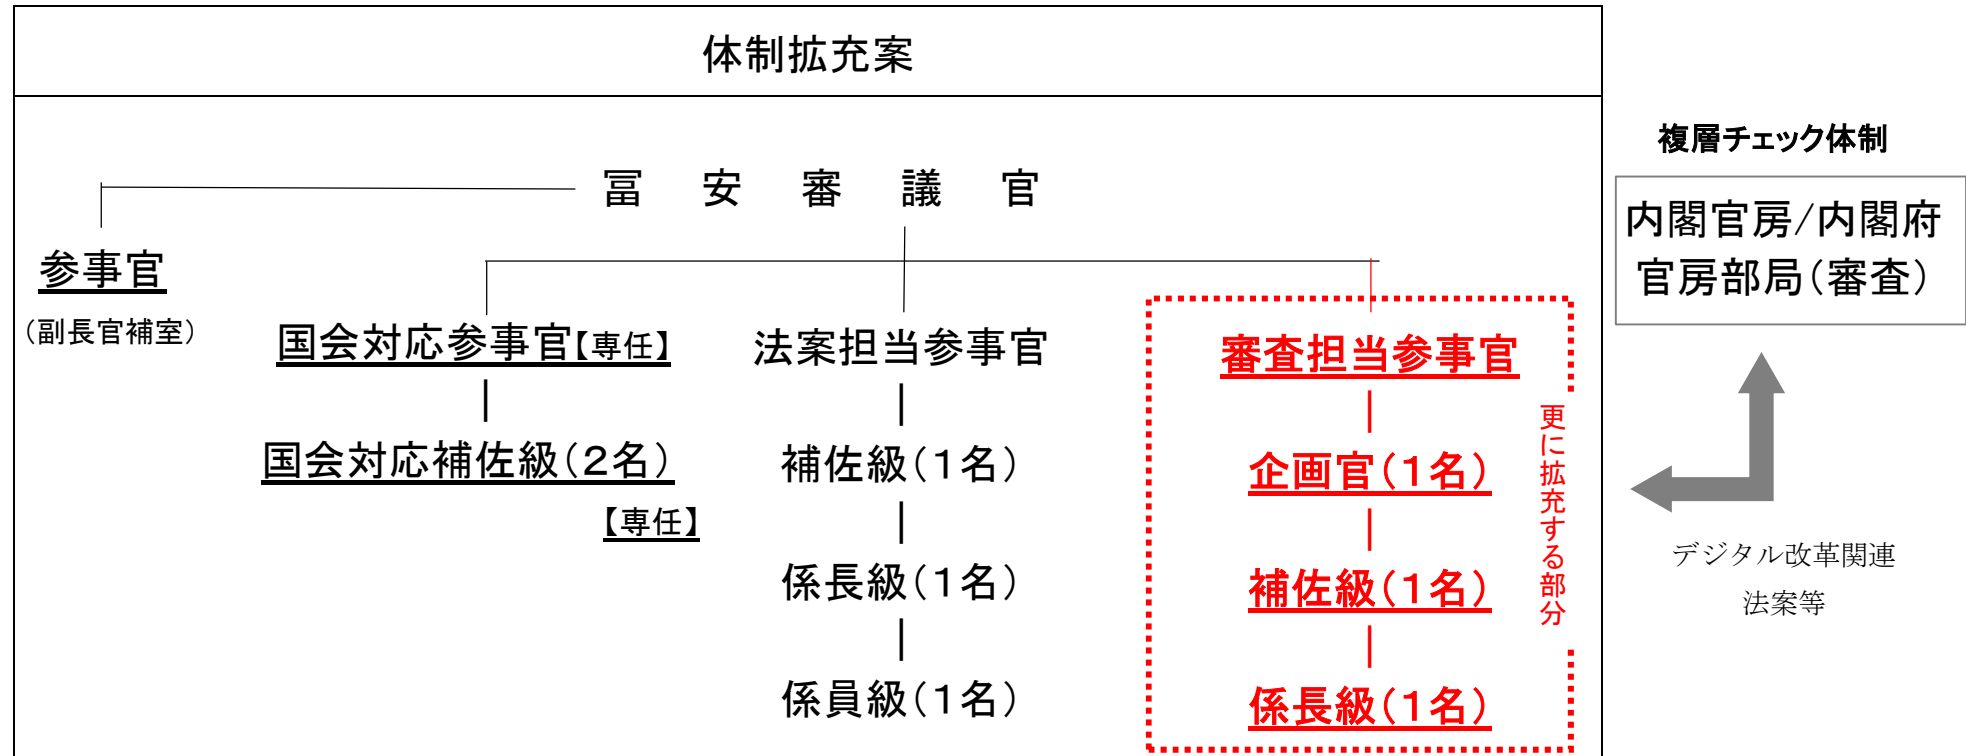 体制拡充案
冨安審議官
参事官
(副長官補室)
国会対応参事官【専任】
国会対応補佐級(2名)
【専任】
法案担当参事官
補佐級(1名)
係長級(1名)
係員級(1名)
審査担当参事官
企画官(1名)
補佐級(1名)
係長級(1名)
更に拡充する部分
複層チェック体制
内閣官房/内閣府
官房部局(審査)
デジタル改革関連
法案等